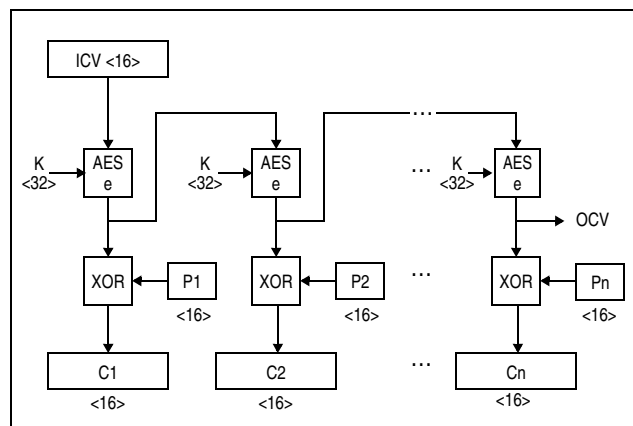 ICV <16>
...
K
<32>
AES
e
K
<32>
AES
e
...
K
<32>
AES
e
OCV
XOR
P1
<16>
XOR
P2
<16>
...
XOR
Pn
<16>
C1
<16>
C2
<16>
...
Cn
<16>